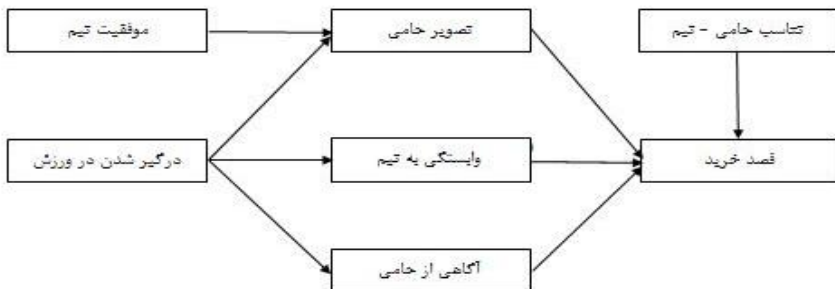 تناسب حامی - تیم
تصویر حامی
موفقیت تیم
قصد خرید
وابستگی به تیم
درگیر شدن در ورزش
آگاهی از حامی